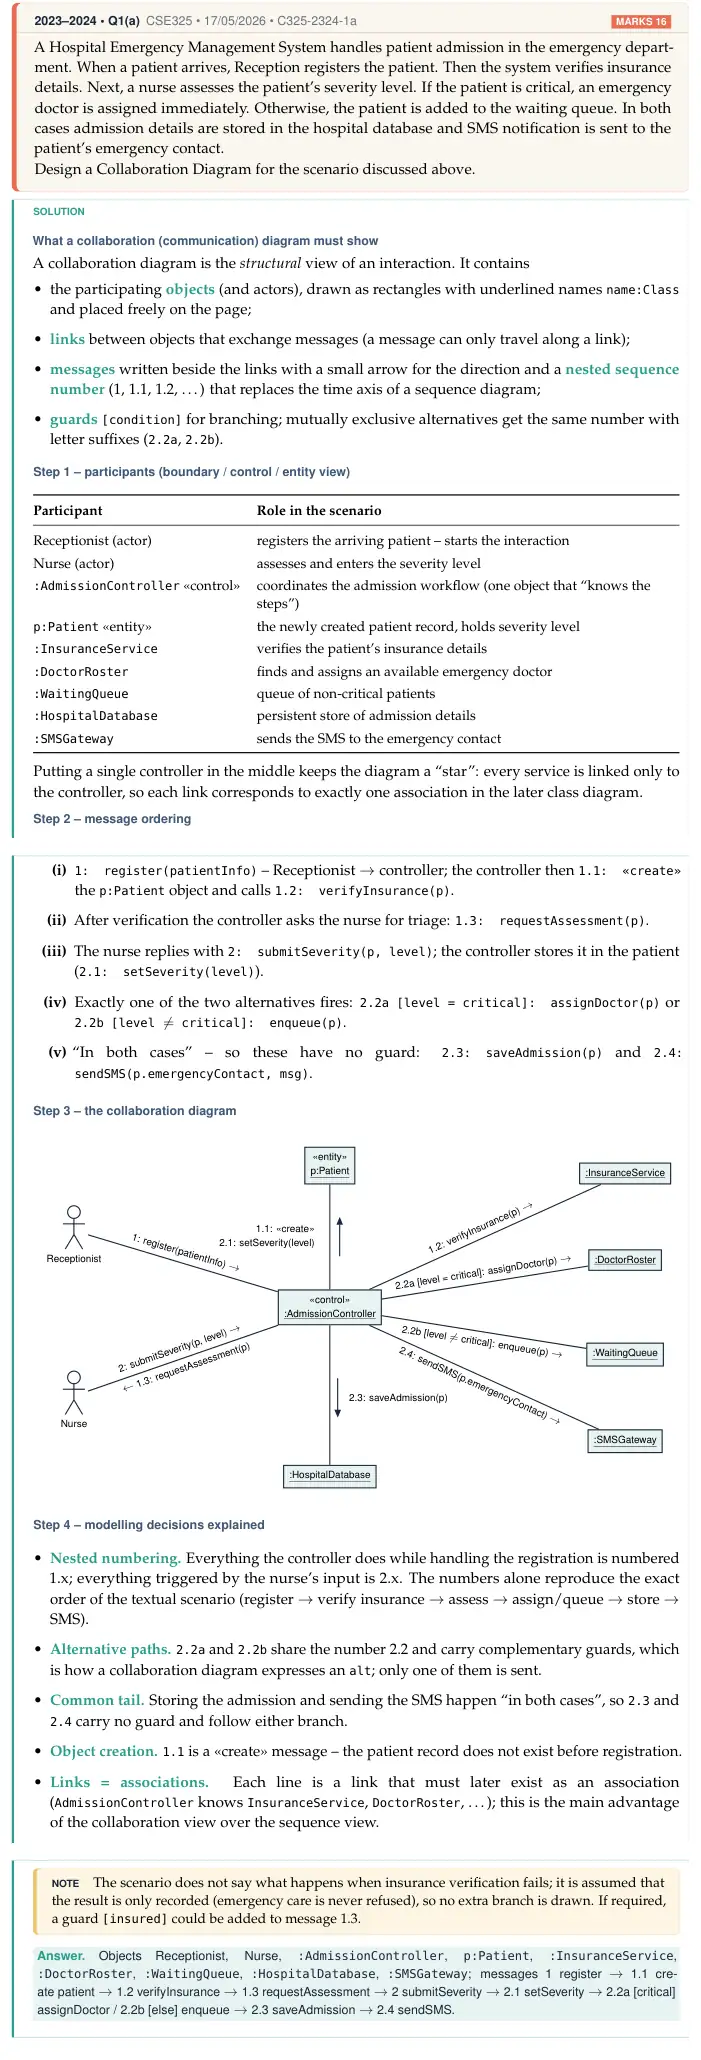 2023–2024 • Q1(a) CSE325 • 17/05/2026 • C325-2324-1a MARKS 16
A Hospital Emergency Management System handles patient admission in the emergency depart-
ment. When a patient arrives, Reception registers the patient. Then the system verifies insurance
details. Next, a nurse assesses the patient's severity level. If the patient is critical, an emergency
doctor is assigned immediately. Otherwise, the patient is added to the waiting queue. In both
cases admission details are stored in the hospital database and SMS notification is sent to the
patient's emergency contact.
Design a Collaboration Diagram for the scenario discussed above.
SOLUTION
What a collaboration (communication) diagram must show
A collaboration diagram is the structural view of an interaction. It contains
• the participating objects (and actors), drawn as rectangles with underlined names name:Class
and placed freely on the page;
• links between objects that exchange messages (a message can only travel along a link);
• messages written beside the links with a small arrow for the direction and a nested sequence
number (1, 1.1, 1.2, ...) that replaces the time axis of a sequence diagram;
• guards [condition] for branching; mutually exclusive alternatives get the same number with
letter suffixes (2.2a, 2.2b).
Step 1 – participants (boundary / control / entity view)
Participant Role in the scenario
Receptionist (actor) registers the arriving patient – starts the interaction
Nurse (actor) assesses and enters the severity level
:AdmissionController «control» coordinates the admission workflow (one object that "knows the
steps")
p:Patient «entity» the newly created patient record, holds severity level
:InsuranceService verifies the patient's insurance details
:DoctorRoster finds and assigns an available emergency doctor
:WaitingQueue queue of non-critical patients
:HospitalDatabase persistent store of admission details
:SMSGateway sends the SMS to the emergency contact
Putting a single controller in the middle keeps the diagram a "star": every service is linked only to
the controller, so each link corresponds to exactly one association in the later class diagram.
Step 2 – message ordering
(i) 1: register(patientInfo) – Receptionist → controller; the controller then 1.1: «create»
the p:Patient object and calls 1.2: verifyInsurance(p).
(ii) After verification the controller asks the nurse for triage: 1.3: requestAssessment(p).
(iii) The nurse replies with 2: submitSeverity(p, level); the controller stores it in the patient
(2.1: setSeverity(level)).
(iv) Exactly one of the two alternatives fires: 2.2a [level = critical]: assignDoctor(p) or
2.2b [level ≠ critical]: enqueue(p).
(v) "In both cases" – so these have no guard: 2.3: saveAdmission(p) and 2.4:
sendSMS(p.emergencyContact, msg).
Step 3 – the collaboration diagram
«entity»
p:Patient
:InsuranceService
1.1: «create»
2.1: setSeverity(level)
1.2: verifyInsurance(p) →
Receptionist
1: register(patientInfo) →
:DoctorRoster
2.2a [level = critical]: assignDoctor(p) →
«control»
:AdmissionController
2.2b [level ≠ critical]: enqueue(p) →
:WaitingQueue
2: submitSeverity(p, level) →
← 1.3: requestAssessment(p)
Nurse
2.4: sendSMS(p.emergencyContact) →
2.3: saveAdmission(p)
:SMSGateway
:HospitalDatabase
Step 4 – modelling decisions explained
• Nested numbering. Everything the controller does while handling the registration is numbered
1.x; everything triggered by the nurse's input is 2.x. The numbers alone reproduce the exact
order of the textual scenario (register → verify insurance → assess → assign/queue → store →
SMS).
• Alternative paths. 2.2a and 2.2b share the number 2.2 and carry complementary guards, which
is how a collaboration diagram expresses an alt; only one of them is sent.
• Common tail. Storing the admission and sending the SMS happen "in both cases", so 2.3 and
2.4 carry no guard and follow either branch.
• Object creation. 1.1 is a «create» message – the patient record does not exist before registration.
• Links = associations. Each line is a link that must later exist as an association
(AdmissionController knows InsuranceService, DoctorRoster, ...); this is the main advantage
of the collaboration view over the sequence view.
NOTE The scenario does not say what happens when insurance verification fails; it is assumed that
the result is only recorded (emergency care is never refused), so no extra branch is drawn. If required,
a guard [insured] could be added to message 1.3.
Answer. Objects Receptionist, Nurse, :AdmissionController, p:Patient, :InsuranceService,
:DoctorRoster, :WaitingQueue, :HospitalDatabase, :SMSGateway; messages 1 register → 1.1 cre-
ate patient → 1.2 verifyInsurance → 1.3 requestAssessment → 2 submitSeverity → 2.1 setSeverity → 2.2a [critical]
assignDoctor / 2.2b [else] enqueue → 2.3 saveAdmission → 2.4 sendSMS.